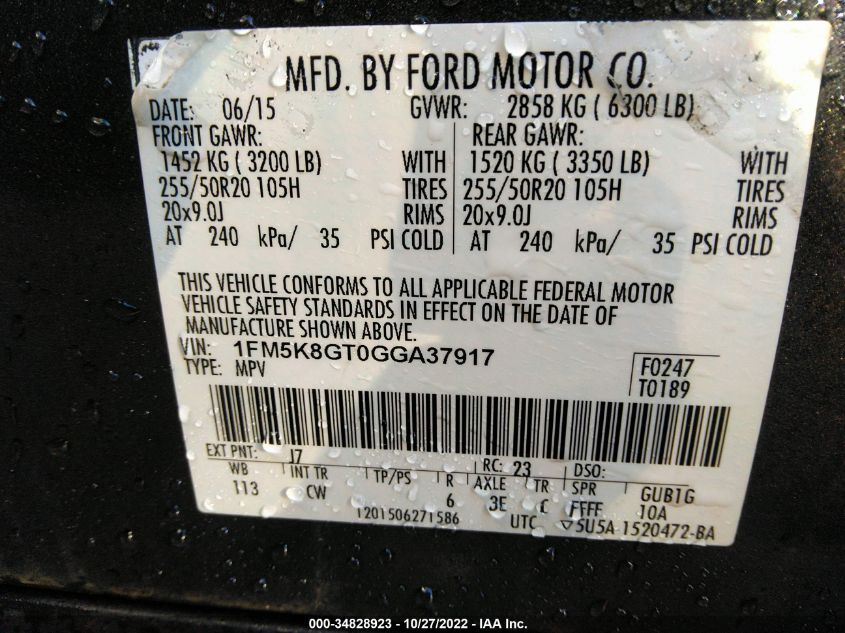 MFD. BY FORD MOTOR CO.
DATE: 06/15 GVWR: 2858 KG ( 6300 LB)
FRONT GAWR: REAR GAWR:
1452 KG ( 3200 LB) WITH 1520 KG ( 3350 LB) WITH
255/50R20 105H TIRES 255/50R20 105H TIRES
20x9.0J RIMS 20x9.0J RIMS
AT 240 kPa/ 35 PSI COLD AT 240 kPa/ 35 PSI COLD
THIS VEHICLE CONFORMS TO ALL APPLICABLE FEDERAL MOTOR
VEHICLE SAFETY STANDARDS IN EFFECT ON THE DATE OF
MANUFACTURE SHOWN ABOVE.
VIN: 1FM5K8GT0GGA37917
TYPE: MPV
F0247
T0189
EXT PNT: J7 RC: 23 DSO:
WB INT TR TP/PS R AXLE TR SPR GUB1G
113 CW 6 3E C FFFF 10A
1201506271586 UTC ▽5U5A-1520472-BA
000-34828923 - 10/27/2022 - IAA Inc.